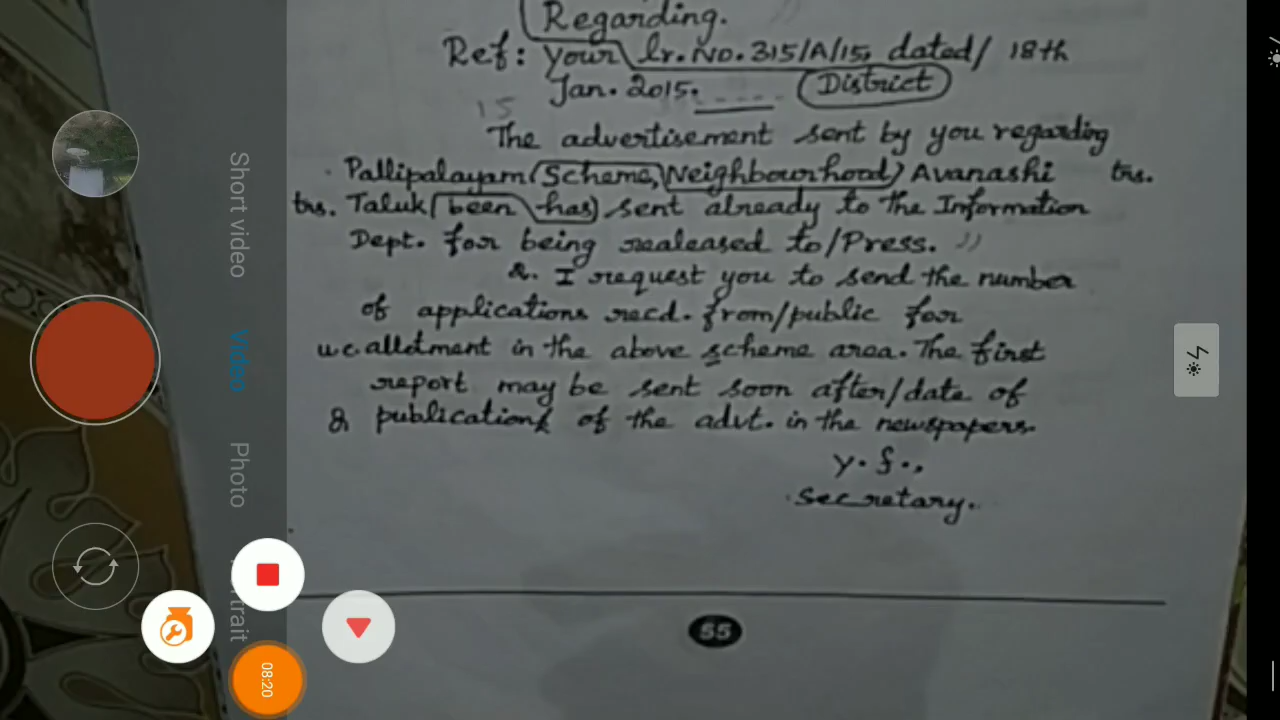 Regarding.
Ref: your lr. No. 315/A/15, dated/ 18th
Jan. 2015. District
15
The advertisement sent by you regarding
Pallipalayam (Scheme, Neighbourhood) Avanashi trs.
trs. Taluk (been has) sent already to the Information
Dept. for being realeased to/Press. ))
&. I request you to send the number
of applications recd. from/public for
u.c. allotment in the above scheme area. The first
report may be sent soon after/date of
publication of the advt. in the newspapers.
Y. f.,
Secretary.
55
Short video
Video
Photo
trait
08:20